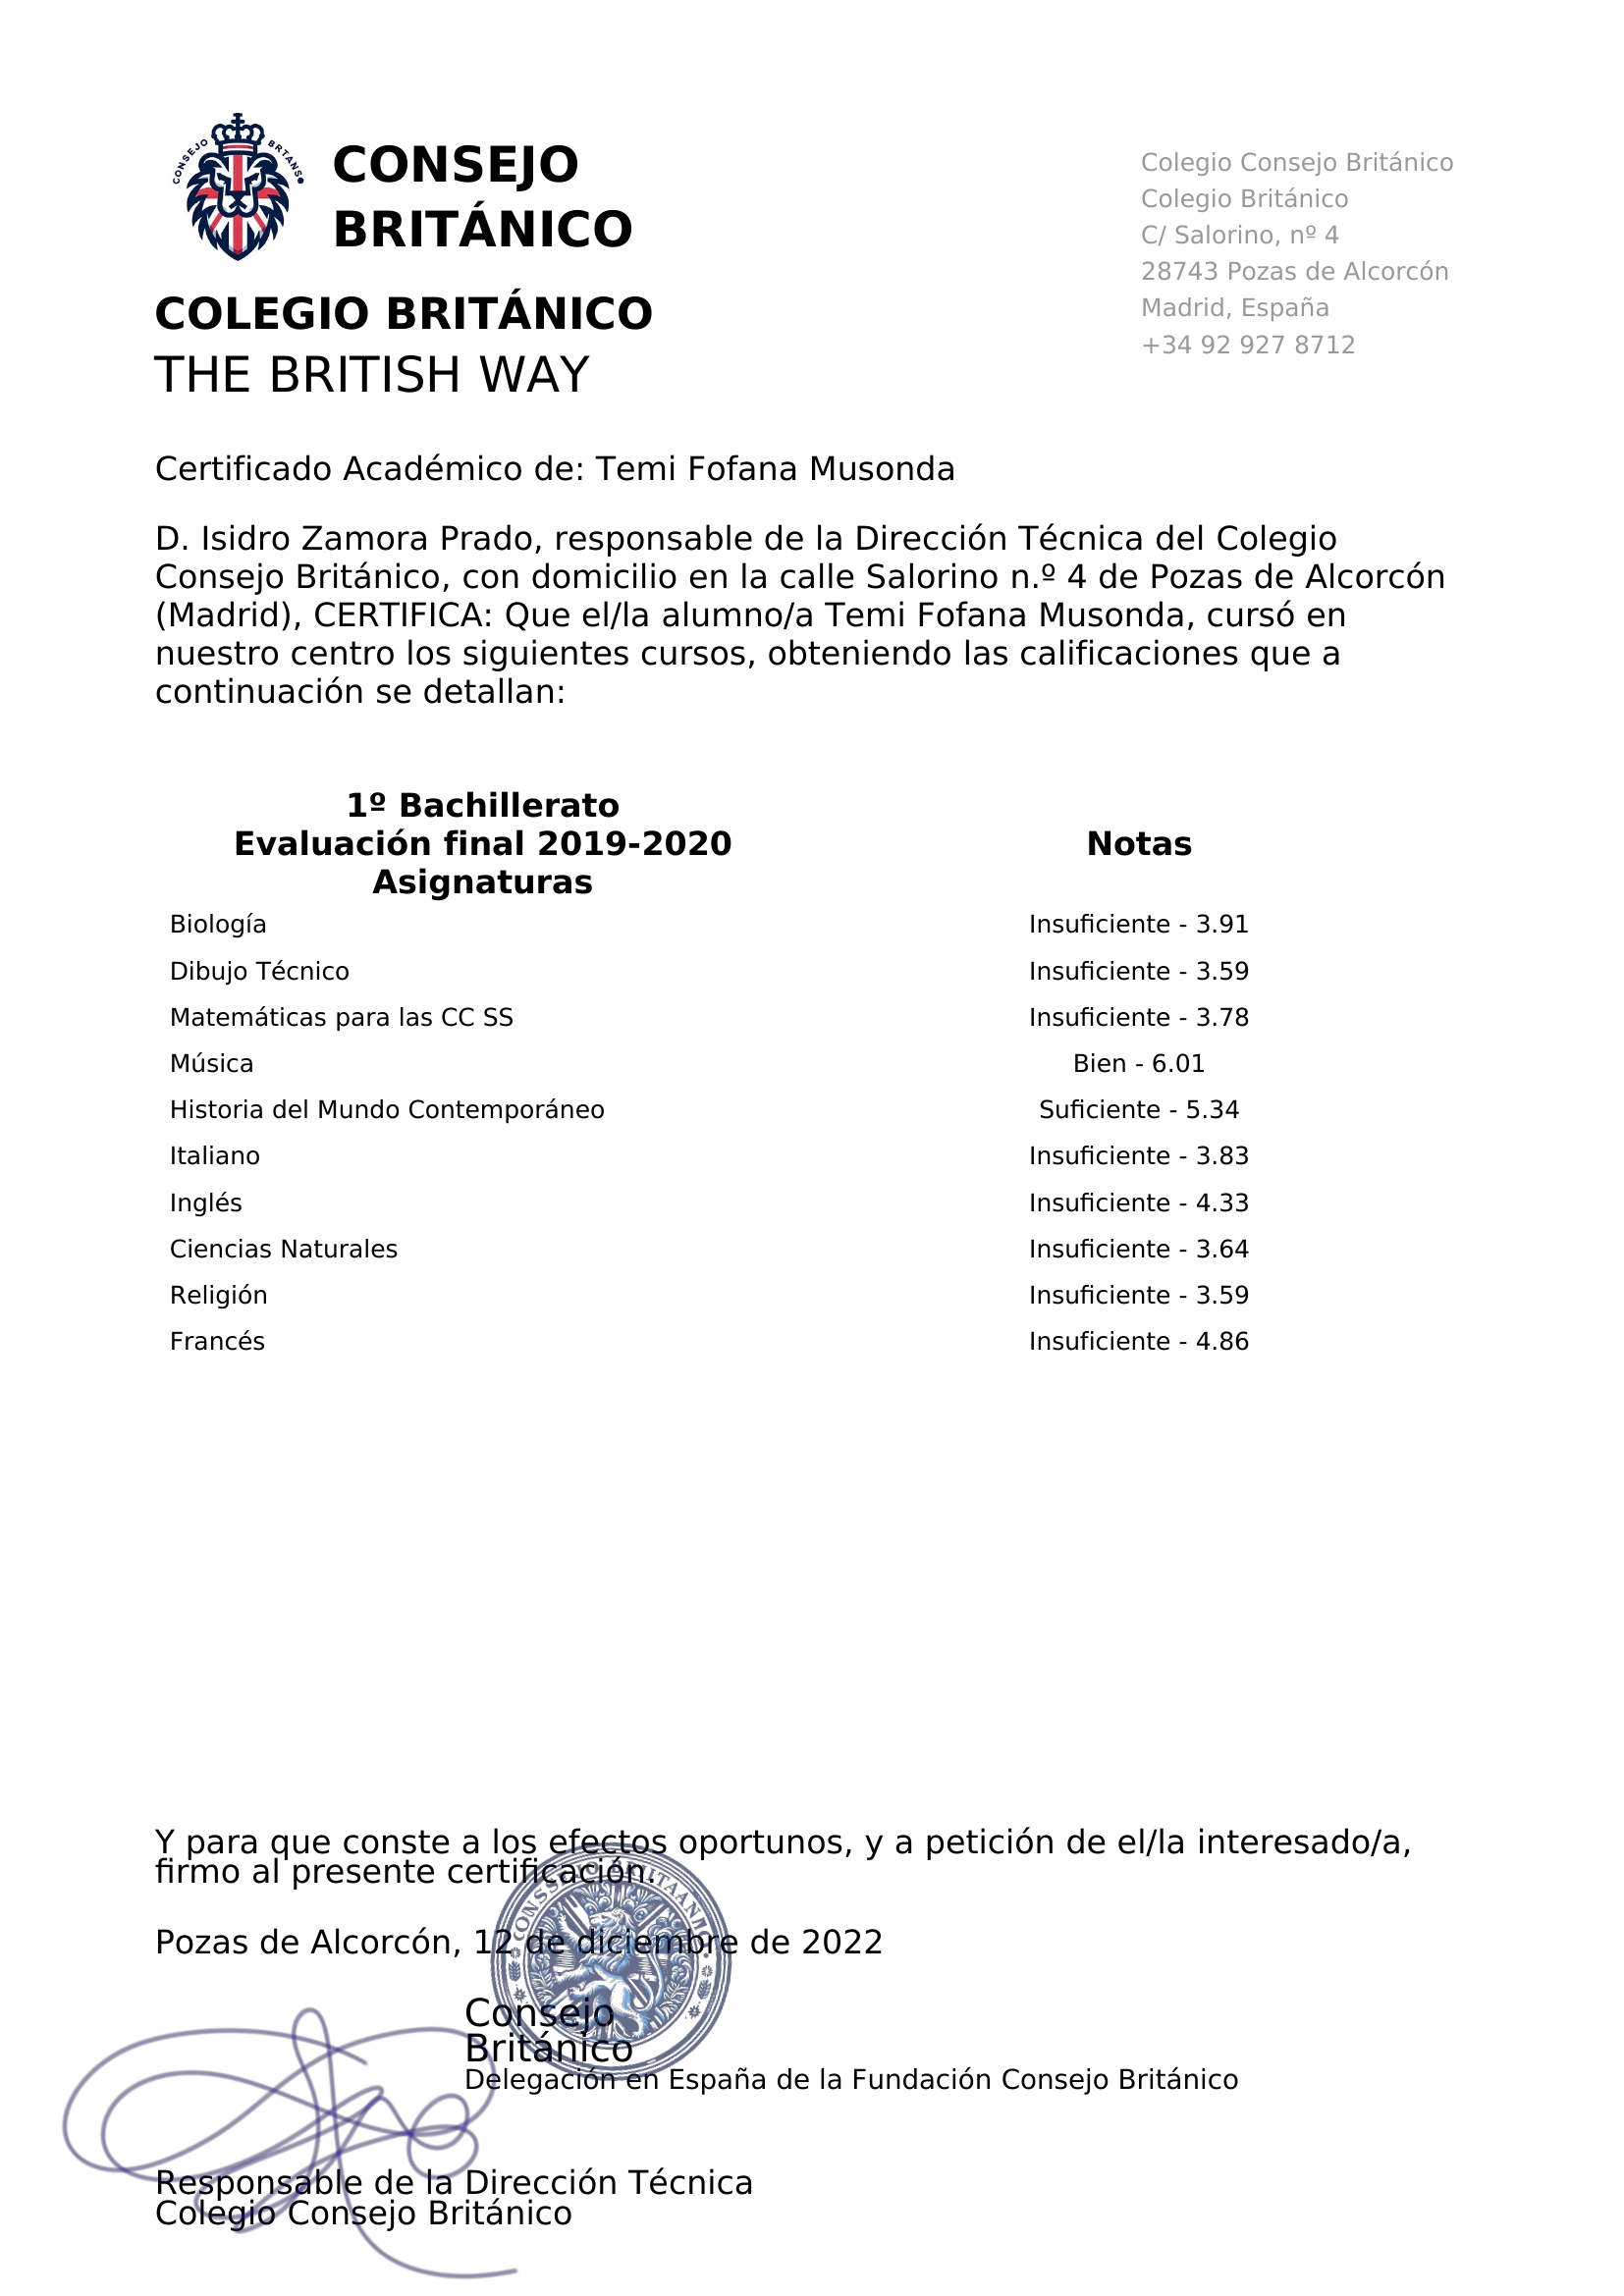 CONSEJO BRTANS
CONSEJO
BRITÁNICO
COLEGIO BRITÁNICO
THE BRITISH WAY
Colegio Consejo Británico
Colegio Británico
C/ Salorino, nº 4
28743 Pozas de Alcorcón
Madrid, España
+34 92 927 8712
Certificado Académico de: Temi Fofana Musonda
D. Isidro Zamora Prado, responsable de la Dirección Técnica del Colegio
Consejo Británico, con domicilio en la calle Salorino n.º 4 de Pozas de Alcorcón
(Madrid), CERTIFICA: Que el/la alumno/a Temi Fofana Musonda, cursó en
nuestro centro los siguientes cursos, obteniendo las calificaciones que a
continuación se detallan:
1º Bachillerato
Evaluación final 2019-2020 Notas
Asignaturas
Biología Insuficiente - 3.91
Dibujo Técnico Insuficiente - 3.59
Matemáticas para las CC SS Insuficiente - 3.78
Música Bien - 6.01
Historia del Mundo Contemporáneo Suficiente - 5.34
Italiano Insuficiente - 3.83
Inglés Insuficiente - 4.33
Ciencias Naturales Insuficiente - 3.64
Religión Insuficiente - 3.59
Francés Insuficiente - 4.86
Y para que conste a los efectos oportunos, y a petición de el/la interesado/a,
firmo al presente certificación.
Pozas de Alcorcón, 12 de diciembre de 2022
Consejo
Británico
Delegación en España de la Fundación Consejo Británico
Responsable de la Dirección Técnica
Colegio Consejo Británico